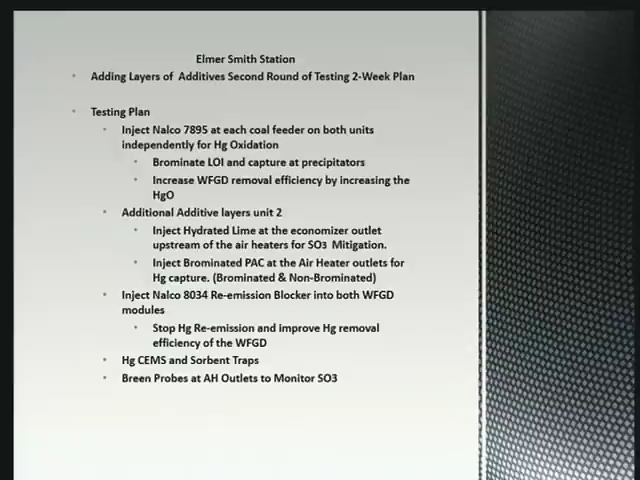 Elmer Smith Station
Adding Layers of Additives Second Round of Testing 2-Week Plan
Testing Plan
Inject Nalco 7895 at each coal feeder on both units
independently for Hg Oxidation
Brominate LOI and capture at precipitators
Increase WFGD removal efficiency by increasing the
HgO
Additional Additive layers unit 2
Inject Hydrated Lime at the economizer outlet
upstream of the air heaters for SO3 Mitigation.
Inject Brominated PAC at the Air Heater outlets for
Hg capture. (Brominated & Non-Brominated)
Inject Nalco 8034 Re-emission Blocker into both WFGD
modules
Stop Hg Re-emission and improve Hg removal
efficiency of the WFGD
Hg CEMS and Sorbent Traps
Breen Probes at AH Outlets to Monitor SO3